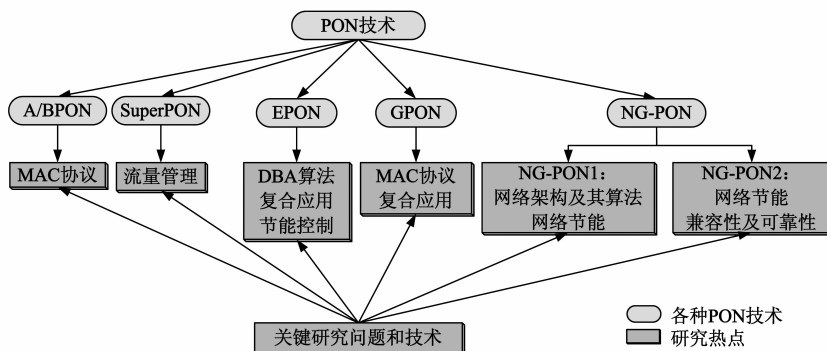 PON技术
A/BPON
SuperPON
EPON
GPON
NG-PON
MAC协议
流量管理
DBA算法
复合应用
节能控制
MAC协议
复合应用
NG-PON1：
网络架构及其算法
网络节能
NG-PON2：
网络节能
兼容性及可靠性
关键研究问题和技术
各种PON技术
研究热点